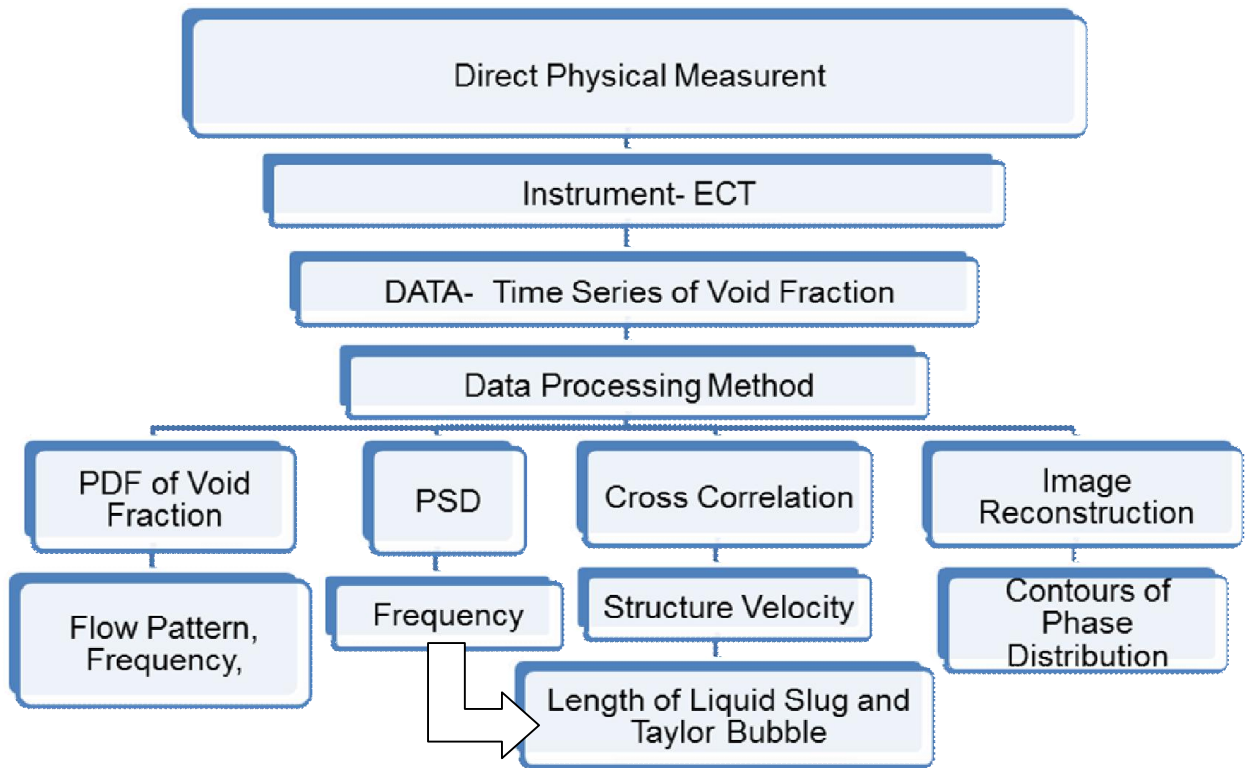 Direct Physical Measurent
Instrument- ECT
DATA- Time Series of Void Fraction
Data Processing Method
PDF of Void
Fraction
PSD
Cross Correlation
Image
Reconstruction
Flow Pattern,
Frequency,
Frequency
Structure Velocity
Contours of
Phase
Distribution
Length of Liquid Slug and
Taylor Bubble